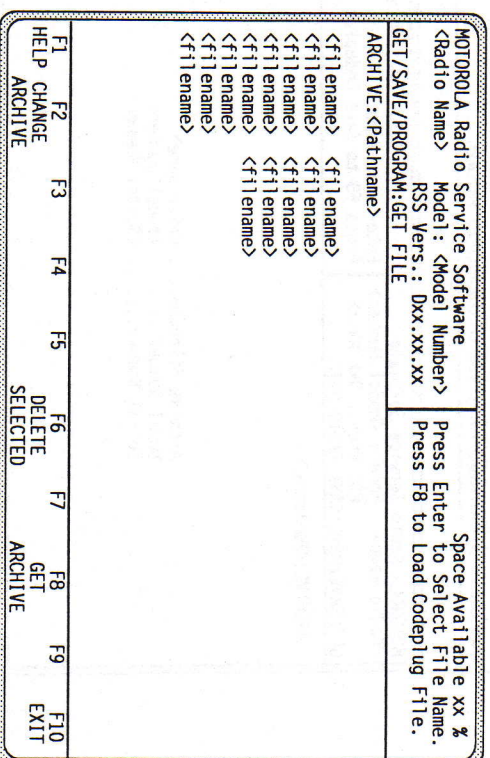 MOTOROLA Radio Service Software
<Radio Name> Model: <Model Number>
RSS Vers.: Dxx.xx.xx
GET/SAVE/PROGRAM:GET FILE
Space Available xx %
Press Enter to Select File Name.
Press F8 to Load Codeplug File.
ARCHIVE:<Pathname>
<filename> <filename>
<filename> <filename>
<filename> <filename>
<filename> <filename>
<filename> <filename>
<filename>
<filename>
<filename>
F1 F2 F3 F4 F5 F6 F7 F8 F9 F10
HELP CHANGE DELETE GET EXIT
ARCHIVE SELECTED ARCHIVE